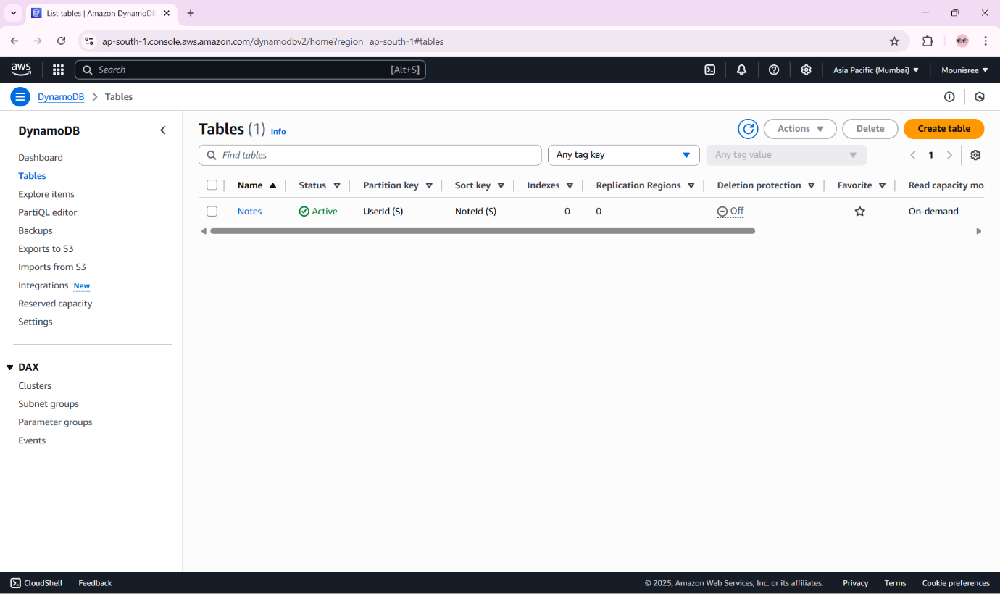 List tables | Amazon DynamoDB
ap-south-1.console.aws.amazon.com/dynamodbv2/home?region=ap-south-1#tables
aws
Search [Alt+S]
Asia Pacific (Mumbai)
Mounisree
DynamoDB
Tables
DynamoDB
Dashboard
Tables
Explore items
PartiQL editor
Backups
Exports to S3
Imports from S3
Integrations New
Reserved capacity
Settings
DAX
Clusters
Subnet groups
Parameter groups
Events
Tables (1) Info
Actions
Delete
Create table
Find tables
Any tag key
Any tag value
1
Name Status Partition key Sort key Indexes Replication Regions Deletion protection Favorite Read capacity mo
Notes Active UserId (S) NoteId (S) 0 0 Off On-demand
CloudShell Feedback © 2025, Amazon Web Services, Inc. or its affiliates. Privacy Terms Cookie preferences